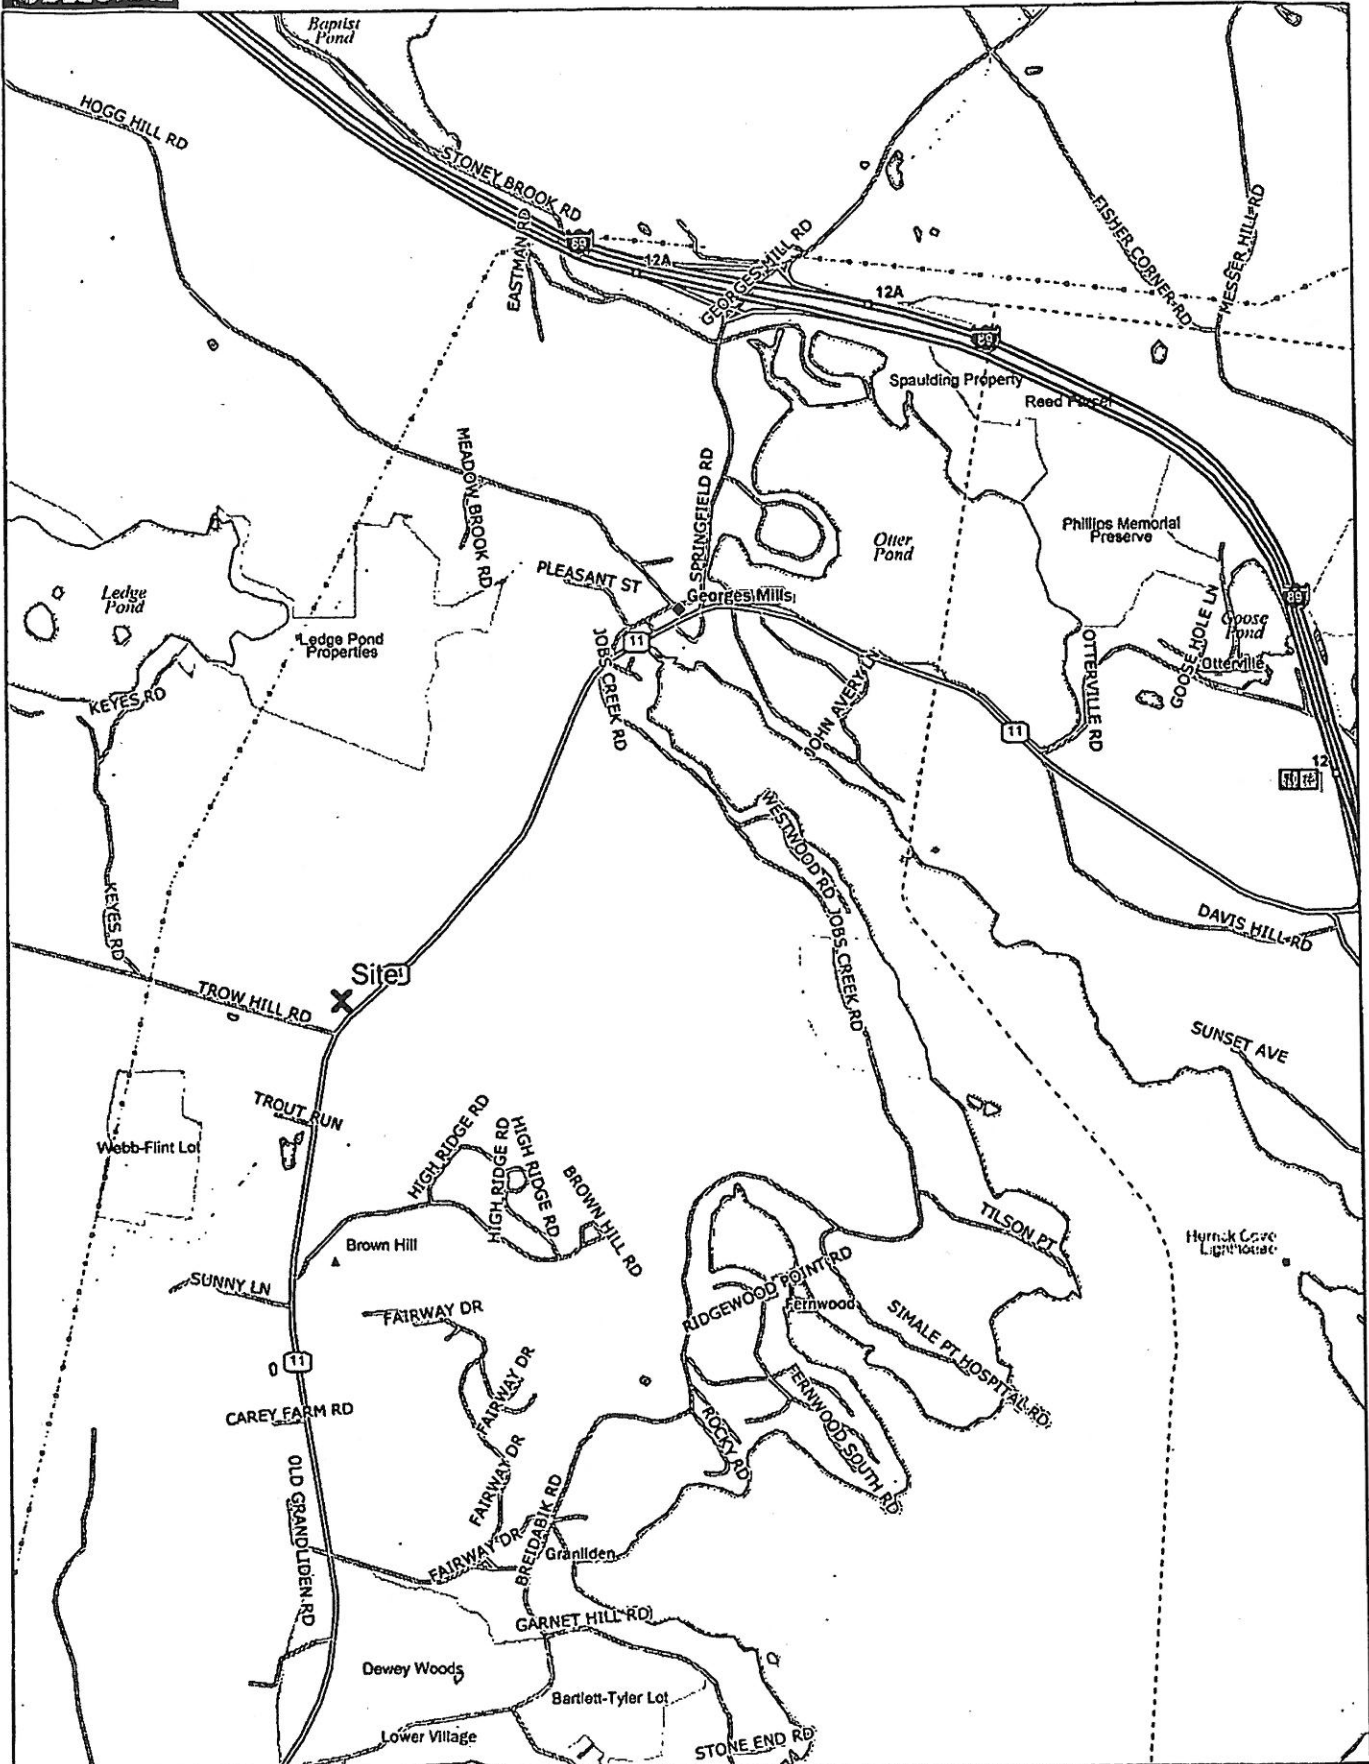 Baptist
Pond
HOGG HILL RD
STONEY BROOK RD
EASTMAN RD
89
12A
GEORGES MILL RD
12A
89
FISHER CORNER RD
MESSER HILL RD
Spaulding Property
Reed Parcel
MEADOW BROOK RD
SPRINGFIELD RD
Otter
Pond
Phillips Memorial
Preserve
PLEASANT ST
Georges Mills
11
Ledge
Pond
Ledge Pond
Properties
KEYES RD
JOBS CREEK RD
JOHN AVERY LN
OTTERVILLE RD
GOOSE HOLE LN
Goose
Pond
Otterville
89
11
12
WESTWOOD RD
JOBS CREEK RD
DAVIS HILL RD
KEYES RD
Site
TROW HILL RD
SUNSET AVE
TROUT RUN
Webb-Flint Lot
HIGH RIDGE RD
HIGH RIDGE RD
HIGH RIDGE RD
BROWN HILL RD
Brown Hill
TILSON PT
Herrick Cove
Lighthouse
SUNNY LN
FAIRWAY DR
RIDGEWOOD POINT RD
Fernwood
SIMALE PT HOSPITAL RD
11
FAIRWAY DR
CAREY FARM RD
ROCKY RD
FERNWOOD SOUTH RD
OLD GRANLIDEN RD
FAIRWAY DR
BREIDABIK RD
FAIRWAY DR
Granliden
GARNET HILL RD
Dewey Woods
Bartlett-Tyler Lot
Lower Village
STONE END RD